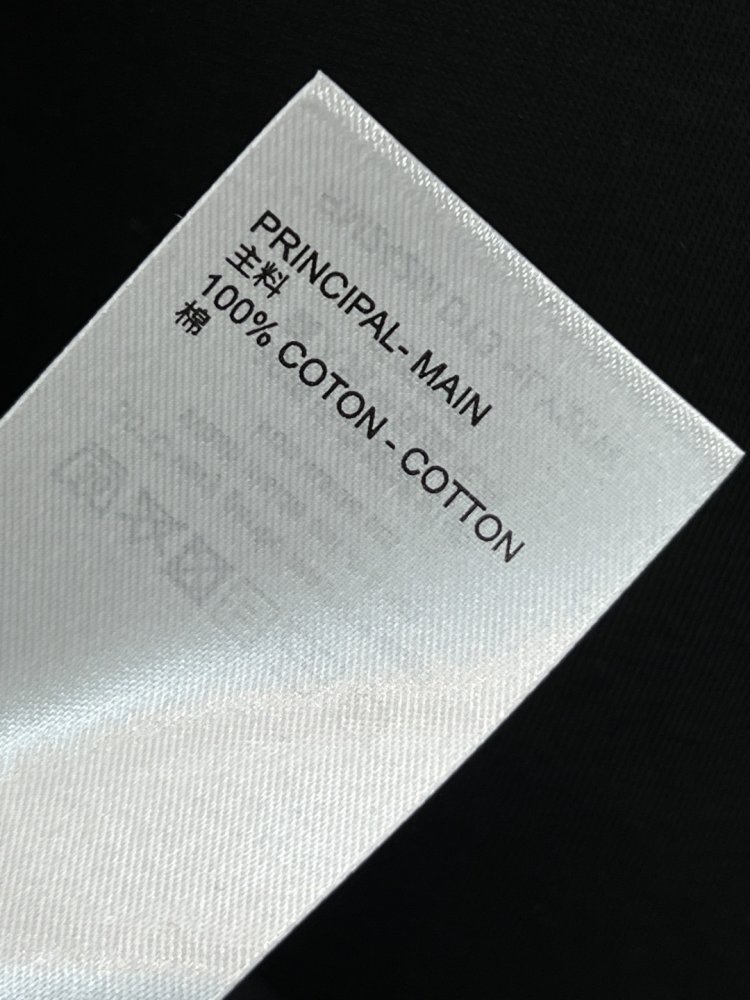 PRINCIPAL- MAIN
主料
100% COTON - COTTON
棉